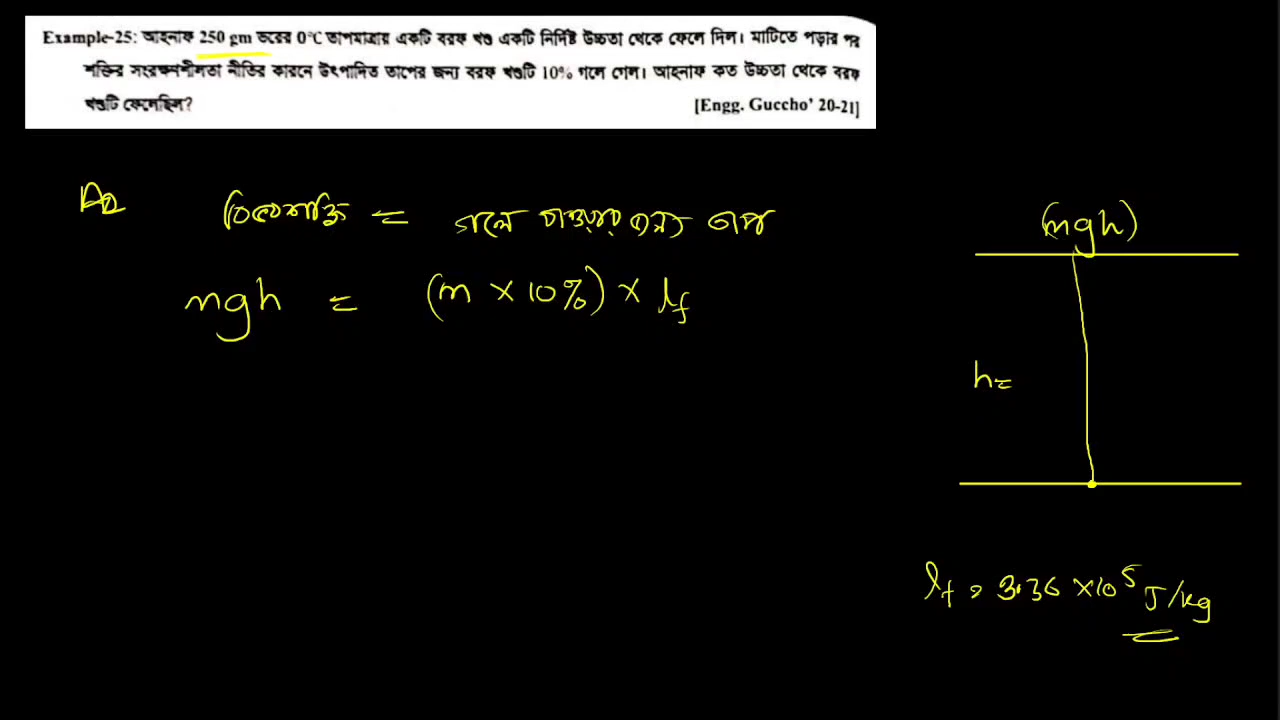 Example-25: আহনাফ 250 gm ভরের 0°C তাপমাত্রায় একটি বরফ খণ্ড একটি নির্দিষ্ট উচ্চতা থেকে ফেলে দিল। মাটিতে পড়ার পর
শক্তির সংরক্ষণশীলতা নীতির কারনে উৎপাদিত তাপের জন্য বরফ খণ্ডটি 10% গলে গেল। আহনাফ কত উচ্চতা থেকে বরফ
খণ্ডটি ফেলেছিল? [Engg. Guccho' 20-21]
বিভবশক্তি = গলে যাওয়ার জন্য তাপ
(mgh)
mgh = (m × 10%) × lf
h=
lf = 3.36 ×10⁵ J/kg